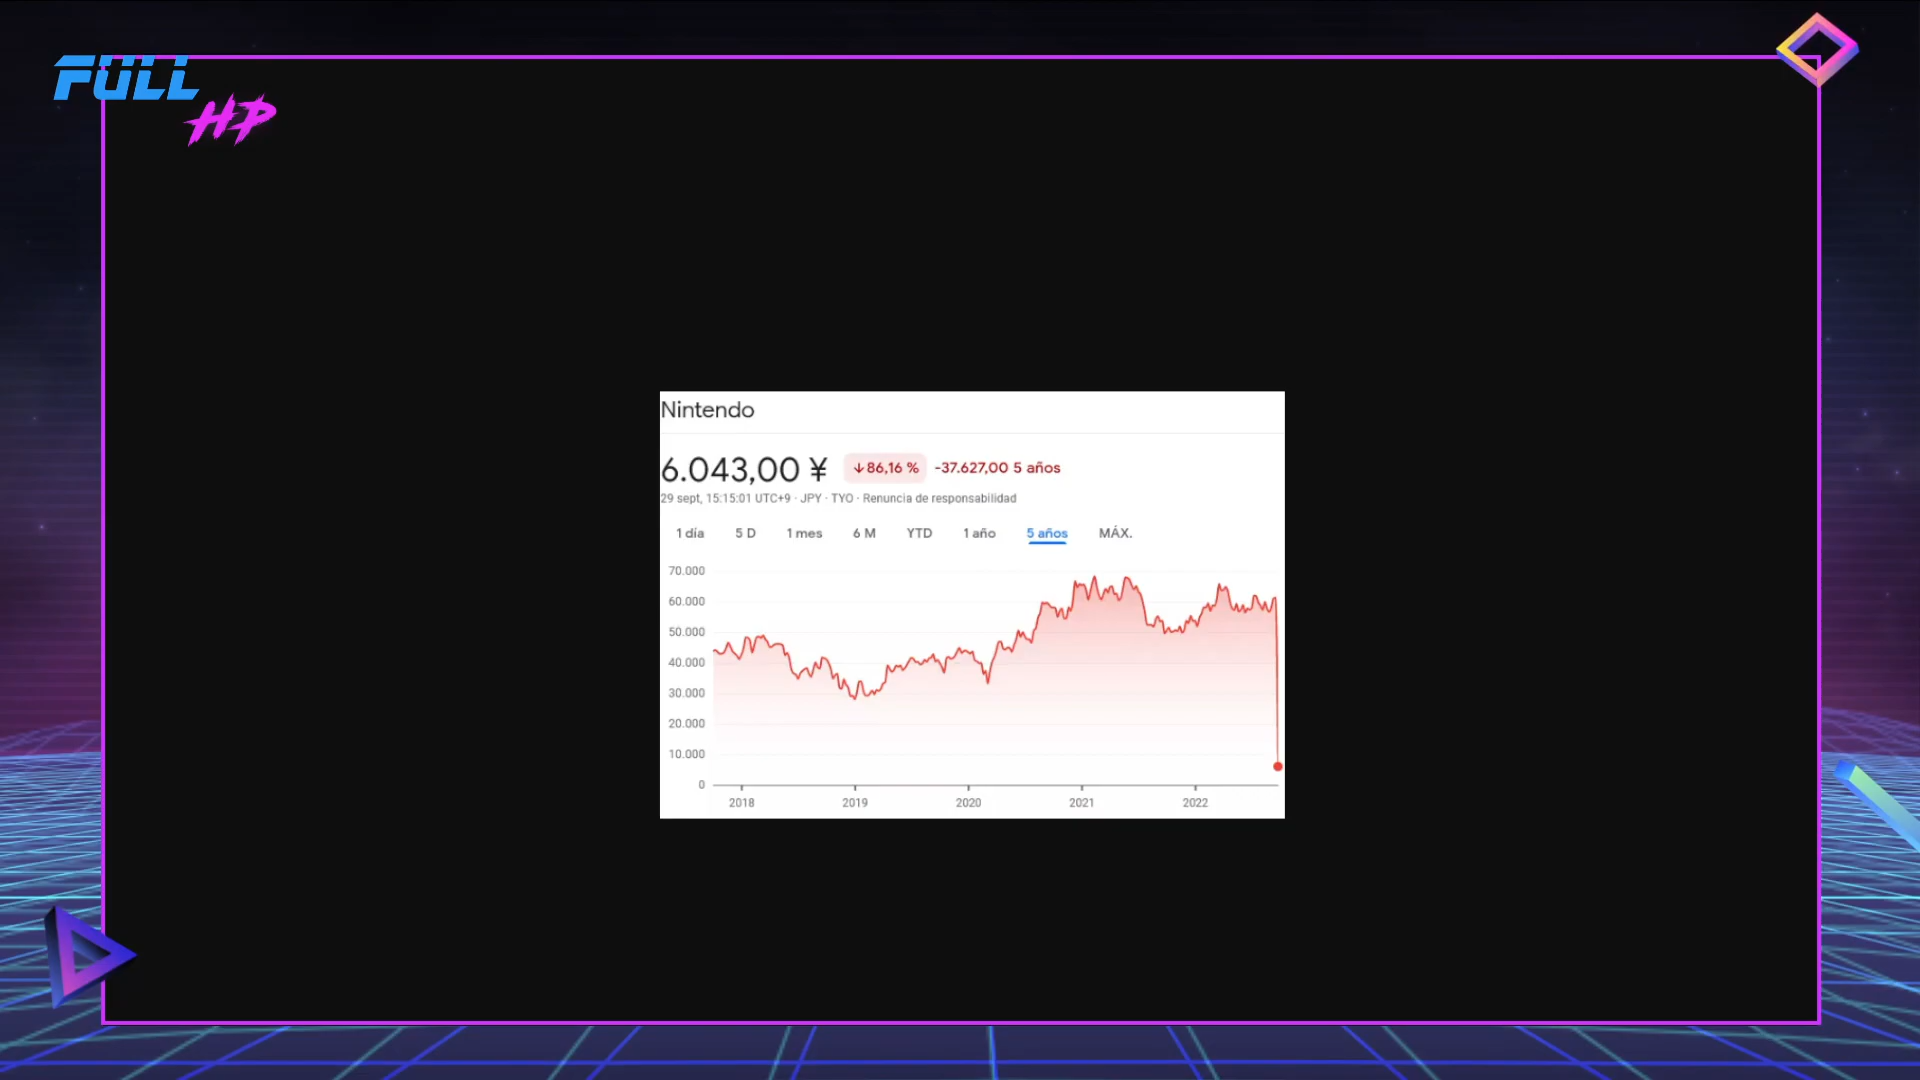 FULL
HP
Nintendo
6.043,00 ¥ ↓86,16 % -37.627,00 5 años
29 sept, 15:15:01 UTC+9 · JPY · TYO · Renuncia de responsabilidad
1 día 5 D 1 mes 6 M YTD 1 año 5 años MÁX.
70.000
60.000
50.000
40.000
30.000
20.000
10.000
0
2018 2019 2020 2021 2022